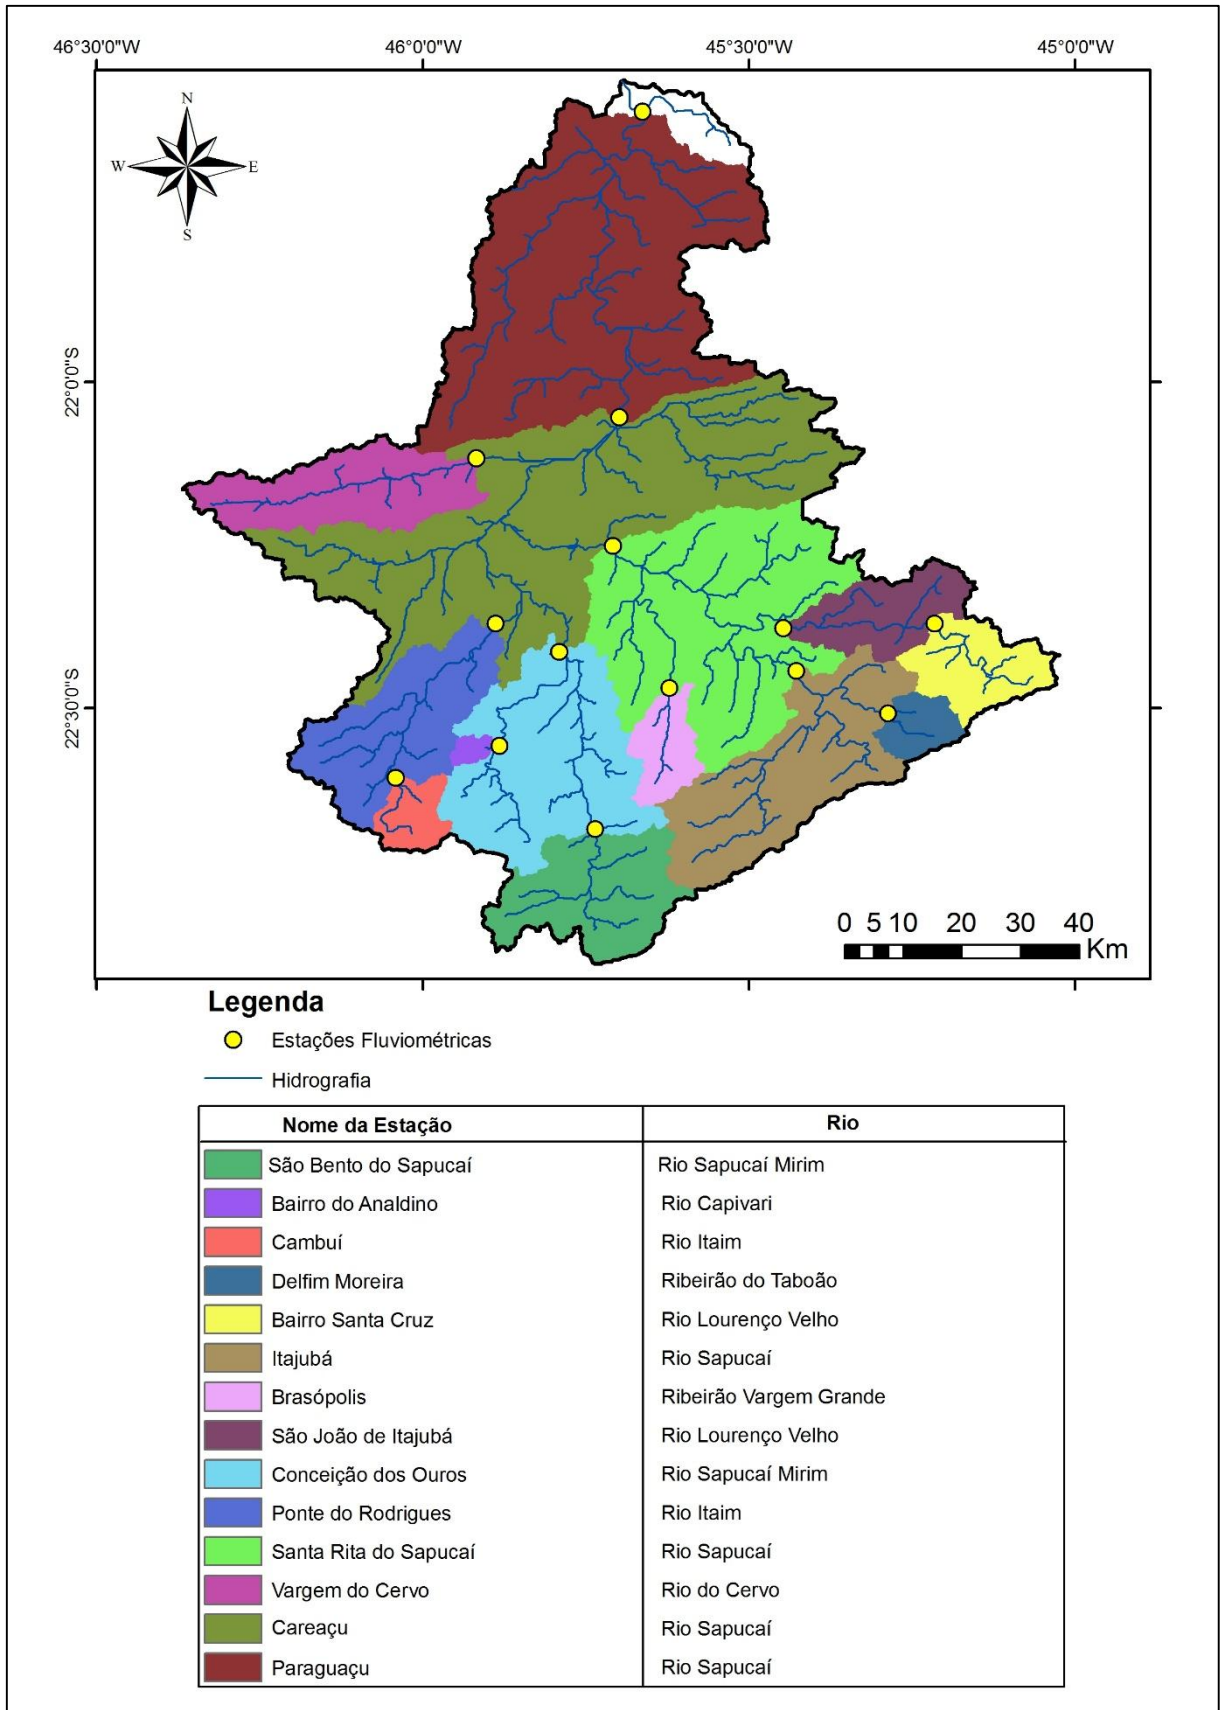 46°30'0"W 46°0'0"W 45°30'0"W 45°0'0"W
N
W E
S
22°0'0"S
22°30'0"S
0 5 10 20 30 40
Km
Legenda
Estações Fluviométricas
Hidrografia
Nome da Estação Rio
São Bento do Sapucaí Rio Sapucaí Mirim
Bairro do Analdino Rio Capivari
Cambuí Rio Itaim
Delfim Moreira Ribeirão do Taboão
Bairro Santa Cruz Rio Lourenço Velho
Itajubá Rio Sapucaí
Brasópolis Ribeirão Vargem Grande
São João de Itajubá Rio Lourenço Velho
Conceição dos Ouros Rio Sapucaí Mirim
Ponte do Rodrigues Rio Itaim
Santa Rita do Sapucaí Rio Sapucaí
Vargem do Cervo Rio do Cervo
Careaçu Rio Sapucaí
Paraguaçu Rio Sapucaí